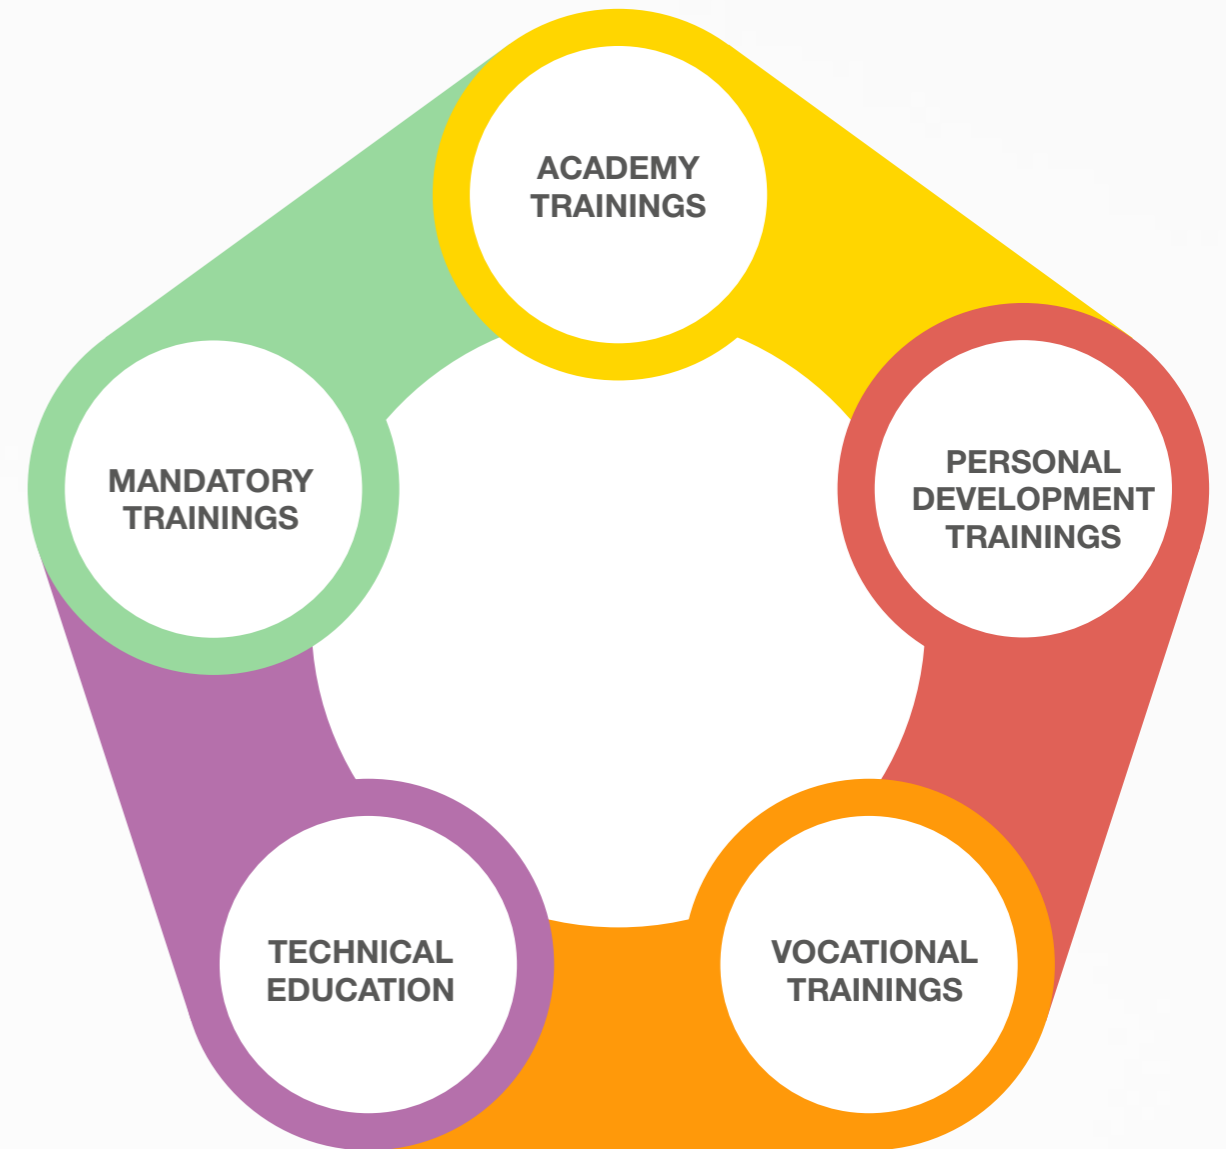 ACADEMY
TRAININGS
PERSONAL
DEVELOPMENT
TRAININGS
VOCATIONAL
TRAININGS
TECHNICAL
EDUCATION
MANDATORY
TRAININGS